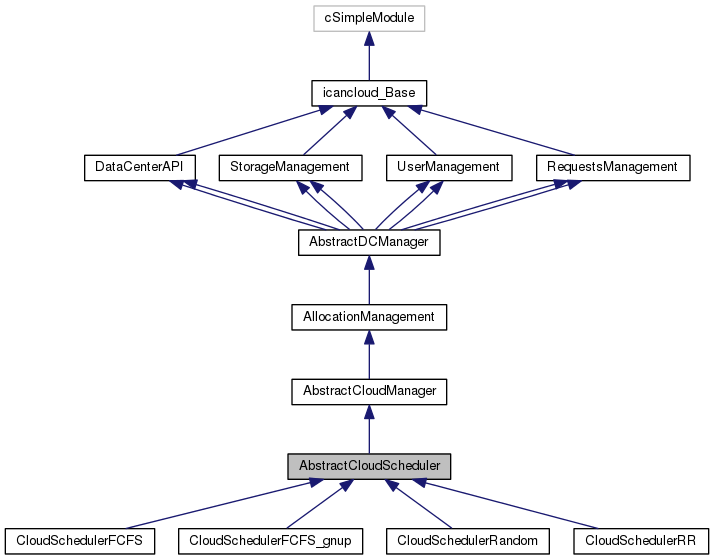 cSimpleModule
icancloud_Base
DataCenterAPI
StorageManagement
UserManagement
RequestsManagement
AbstractDCManager
AllocationManagement
AbstractCloudManager
AbstractCloudScheduler
CloudSchedulerFCFS
CloudSchedulerFCFS_gnup
CloudSchedulerRandom
CloudSchedulerRR